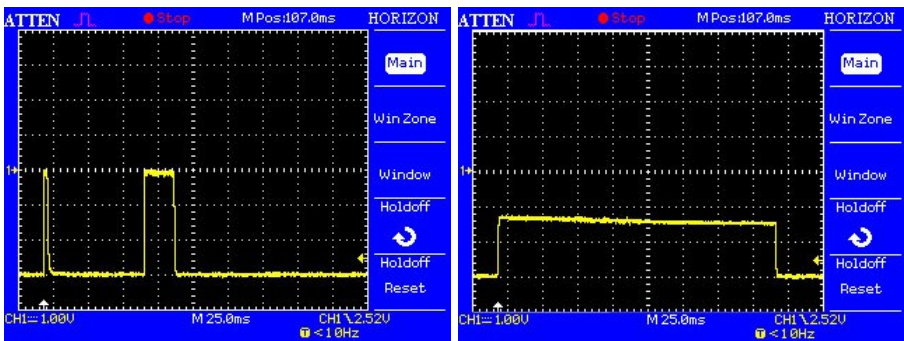 ATTEN Stop M Pos:107.0ms HORIZON
Main
Win Zone
Window
Holdoff
Holdoff
Reset
1
CH1 1.00V M 25.0ms CH1 2.52V
T <10Hz
ATTEN Stop M Pos:107.0ms HORIZON
Main
Win Zone
Window
Holdoff
Holdoff
Reset
1
CH1 1.00V M 25.0ms CH1 2.52V
T <10Hz